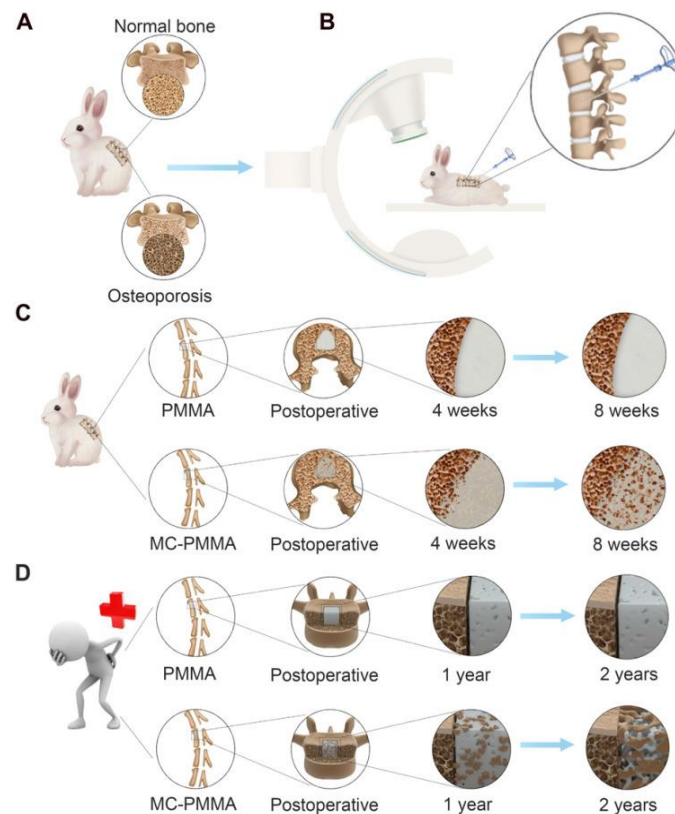 A
Normal bone
Osteoporosis
B
C
PMMA
Postoperative
4 weeks
8 weeks
MC-PMMA
Postoperative
4 weeks
8 weeks
D
PMMA
Postoperative
1 year
2 years
MC-PMMA
Postoperative
1 year
2 years